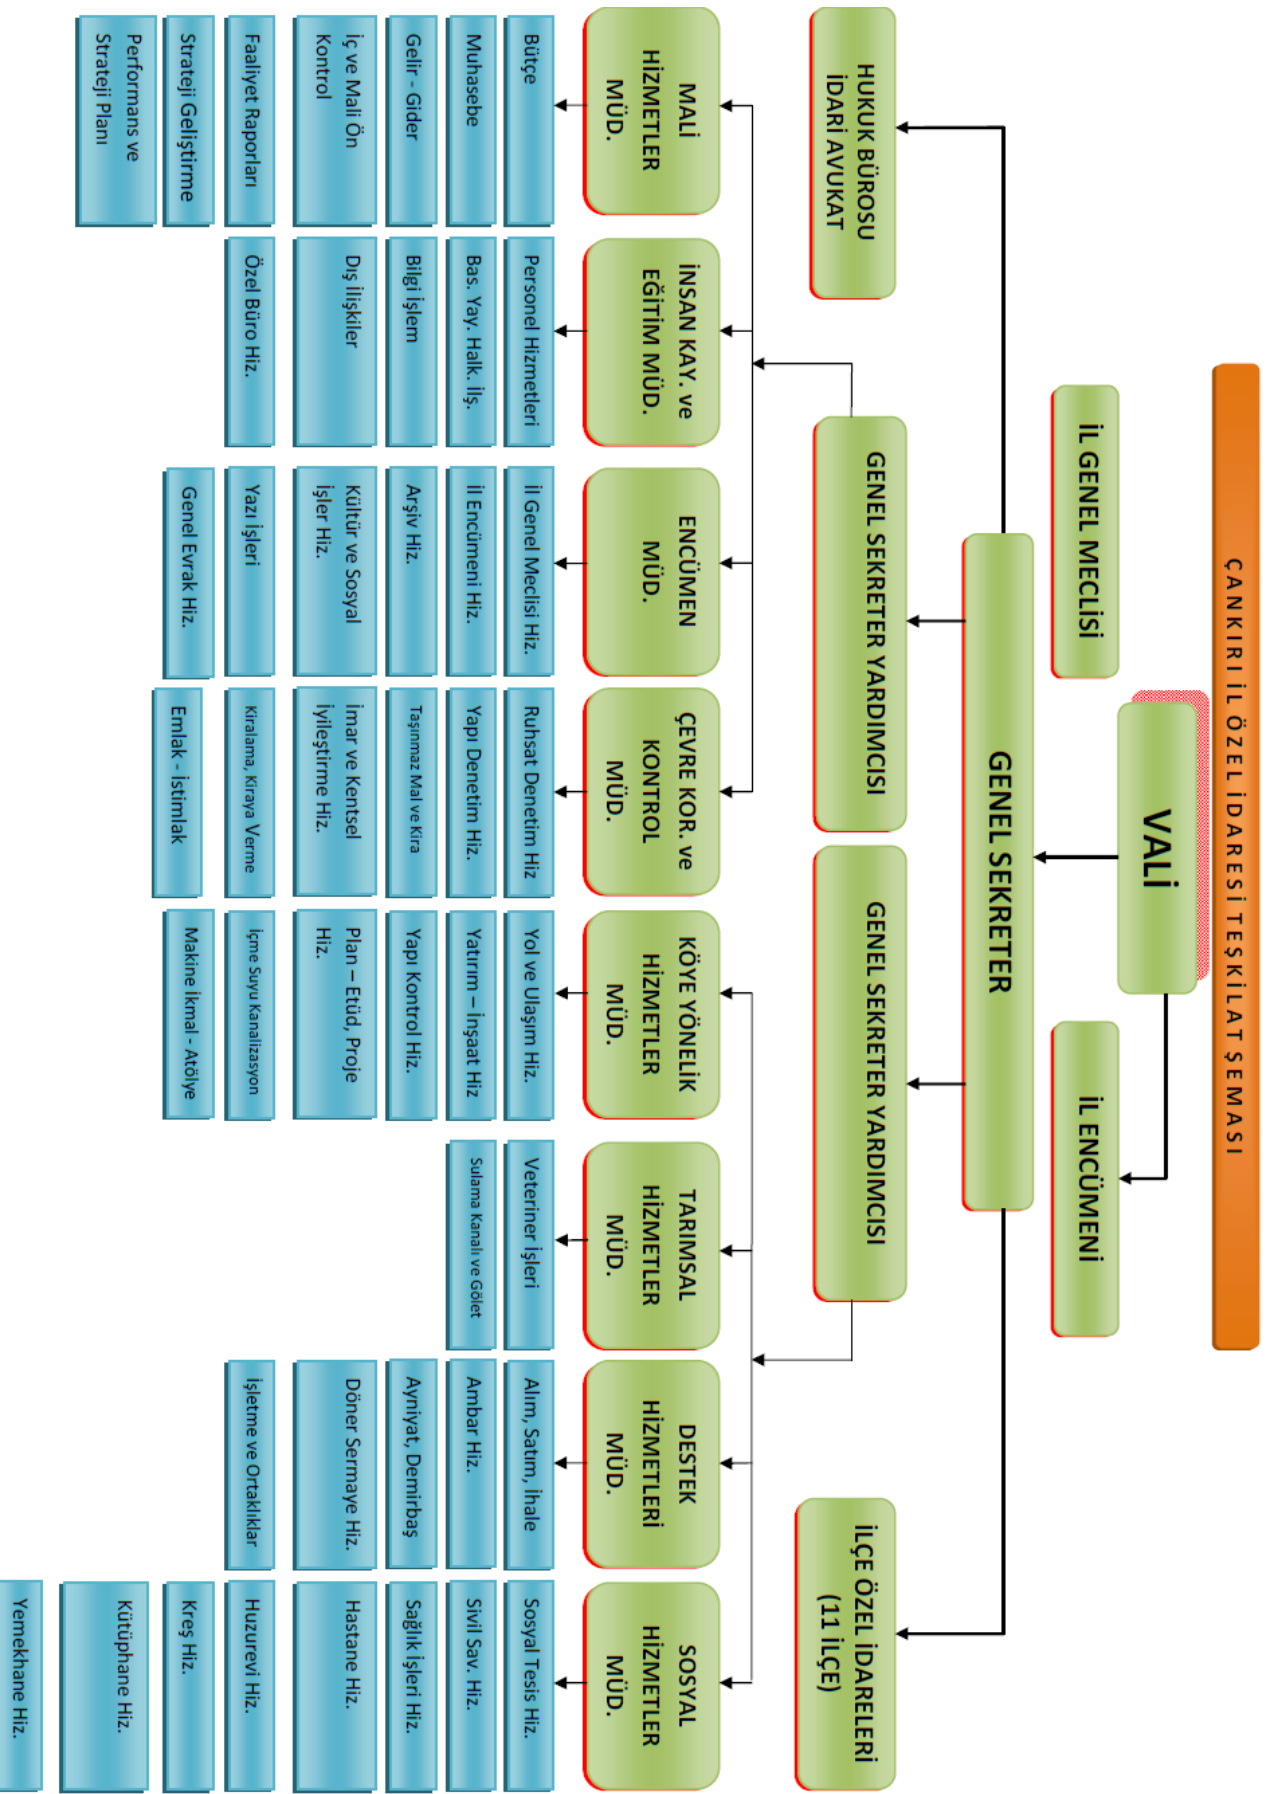 ÇANKIRI İL ÖZEL İDARESİ TEŞKİLAT ŞEMASI
VALİ
İL GENEL MECLİSİ
İL ENCÜMENİ
GENEL SEKRETER
HUKUK BÜROSU
İDARİ AVUKAT
GENEL SEKRETER YARDIMCISI
GENEL SEKRETER YARDIMCISI
İLÇE ÖZEL İDARELERİ
(11 İLÇE)
MALİ
HİZMETLER
MÜD.
Bütçe
Muhasebe
Gelir - Gider
İç ve Mali Ön
Kontrol
Faaliyet Raporları
Strateji Geliştirme
Performans ve
Strateji Planı
İNSAN KAY. ve
EĞİTİM MÜD.
Personel Hizmetleri
Bas. Yay. Halk. İlş.
Bilgi İşlem
Dış İlişkiler
Özel Büro Hiz.
ENCÜMEN
MÜD.
İl Genel Meclisi Hiz.
İl Encümeni Hiz.
Arşiv Hiz.
Kültür ve Sosyal
İşler Hiz.
Yazı İşleri
Genel Evrak Hiz.
ÇEVRE KOR. ve
KONTROL
MÜD.
Ruhsat Denetim Hiz
Yapı Denetim Hiz.
Taşınmaz Mal ve Kira
İmar ve Kentsel
İyileştirme Hiz.
Kiralama, Kiraya Verme
Emlak - İstimlak
KÖYE YÖNELİK
HİZMETLER
MÜD.
Yol ve Ulaşım Hiz.
Yatırım – İnşaat Hiz
Yapı Kontrol Hiz.
Plan – Etüd, Proje
Hiz.
İçme Suyu Kanalizasyon
Makine İkmal - Atölye
TARIMSAL
HİZMETLER
MÜD.
Veteriner İşleri
Sulama Kanalı ve Gölet
DESTEK
HİZMETLERİ
MÜD.
Alım, Satım, İhale
Ambar Hiz.
Ayniyat, Demirbaş
Döner Sermaye Hiz.
İşletme ve Ortaklıklar
SOSYAL
HİZMETLER
MÜD.
Sosyal Tesis Hiz.
Sivil Sav. Hiz.
Sağlık İşleri Hiz.
Hastane Hiz.
Huzurevi Hiz.
Kreş Hiz.
Kütüphane Hiz.
Yemekhane Hiz.